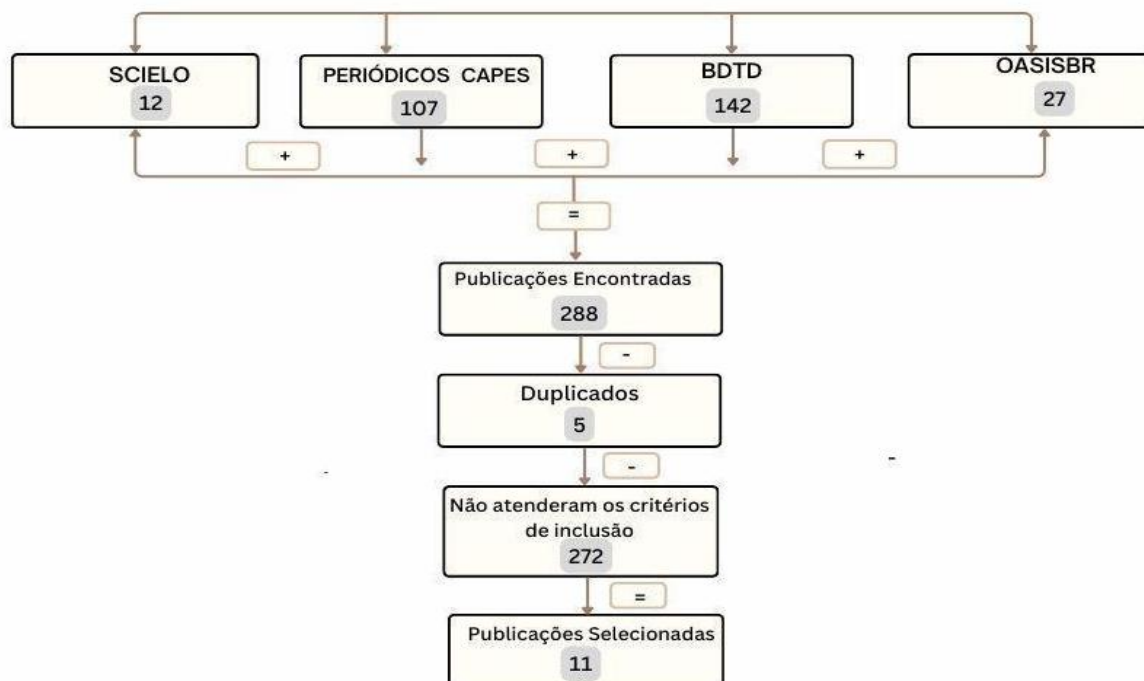 SCIELO
12
PERIÓDICOS CAPES
107
BDTD
142
OASISBR
27
+
+
+
=
Publicações Encontradas
288
-
Duplicados
5
-
Não atenderam os critérios
de inclusão
272
=
Publicações Selecionadas
11